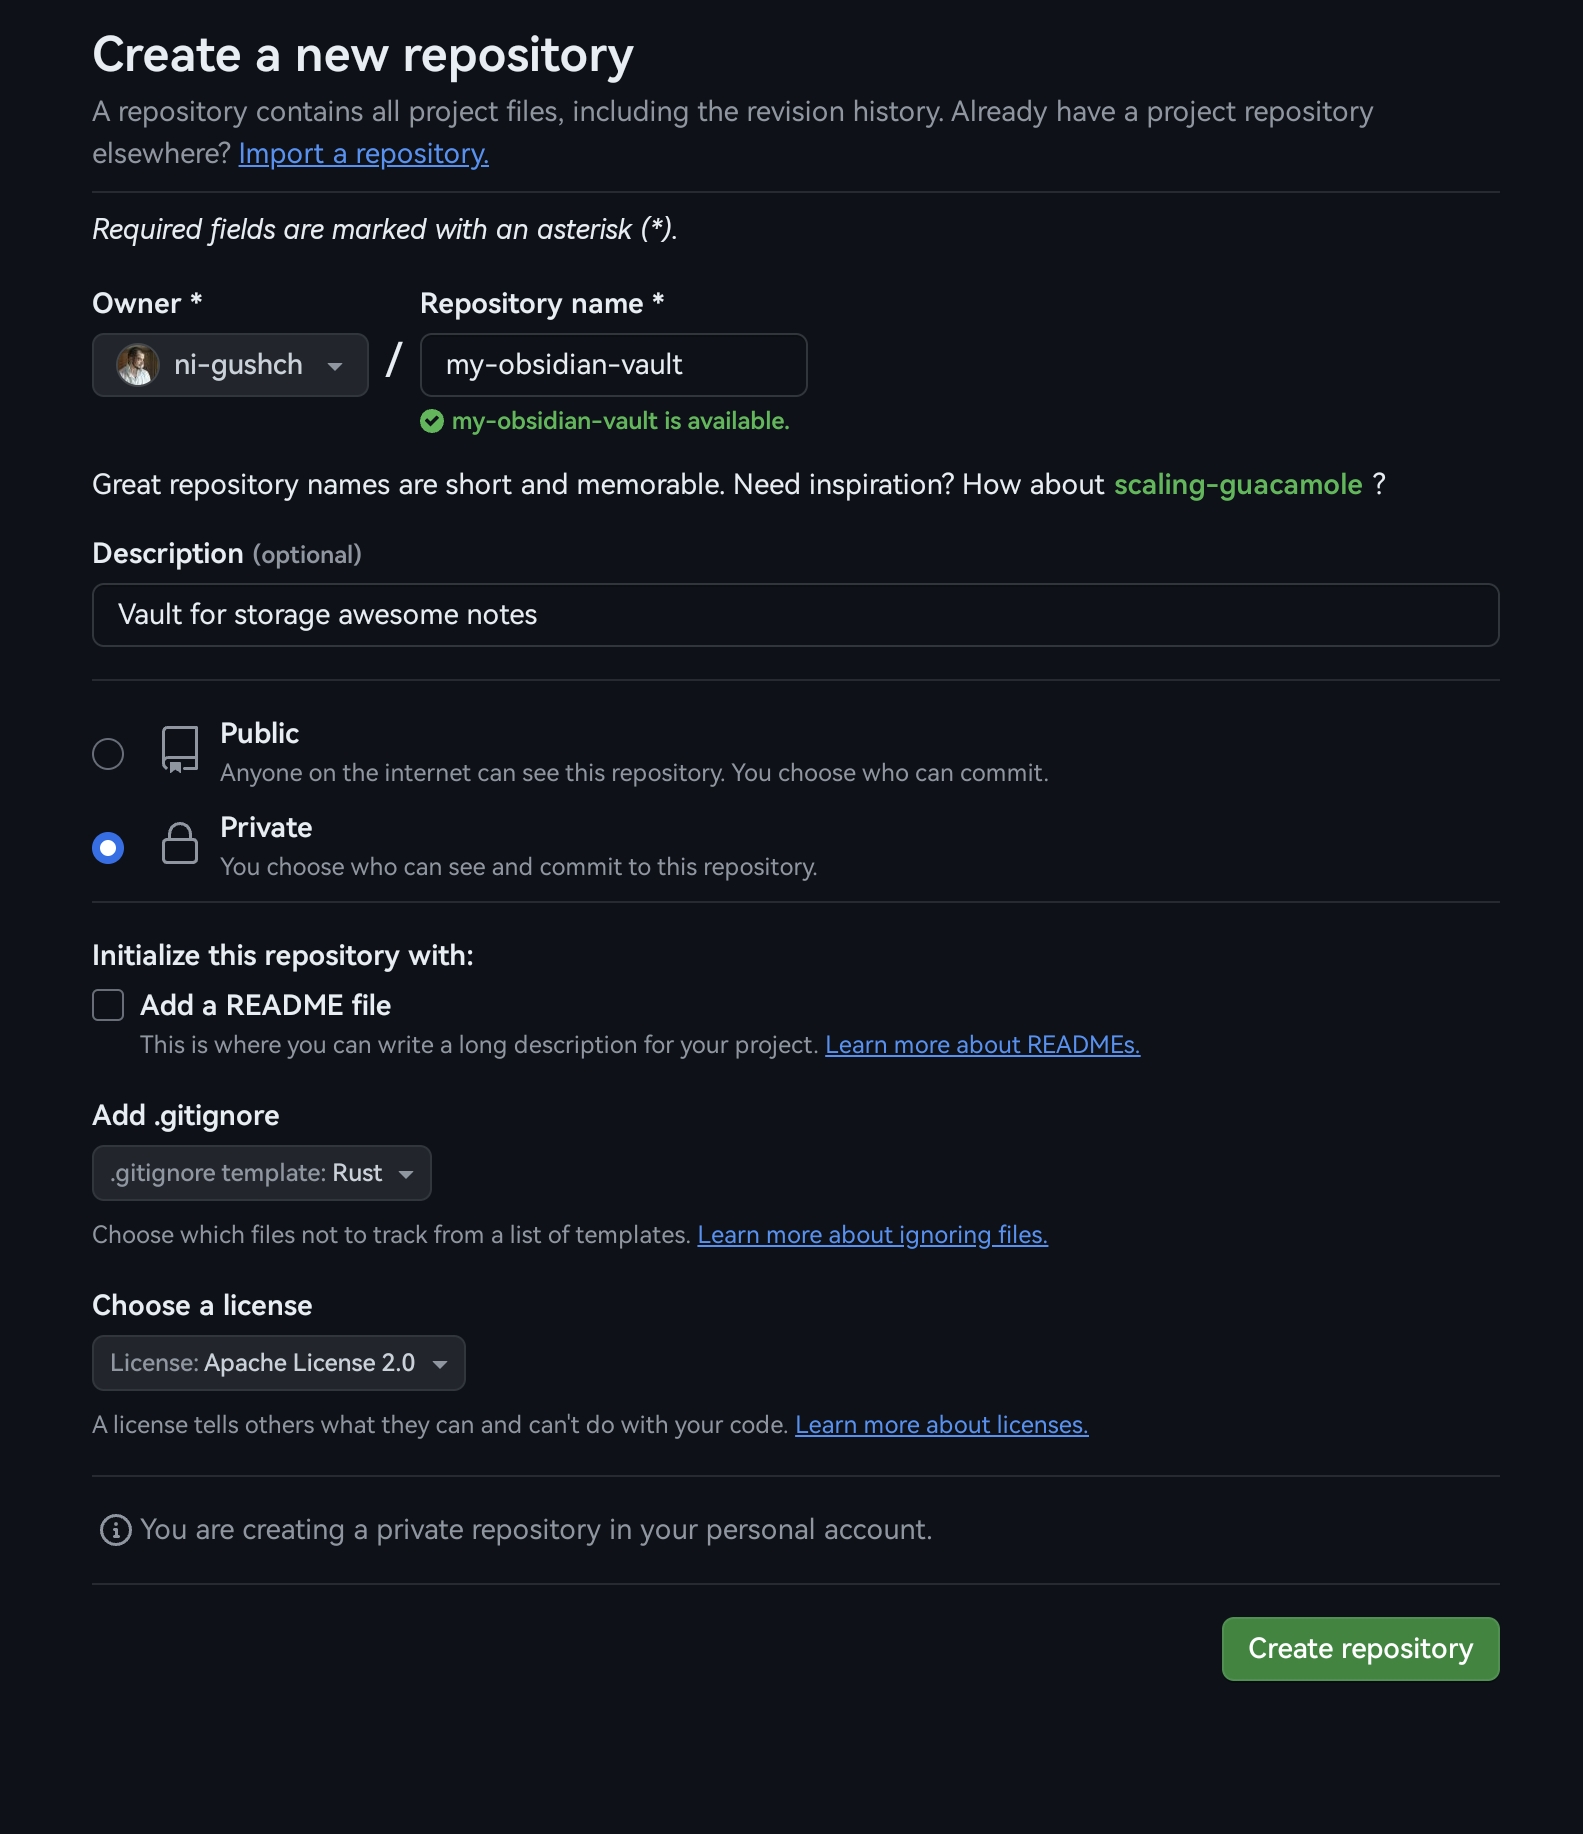 Create a new repository
A repository contains all project files, including the revision history. Already have a project repository
elsewhere? Import a repository.
Required fields are marked with an asterisk (*).
Owner *
Repository name *
ni-gushch
/
my-obsidian-vault
my-obsidian-vault is available.
Great repository names are short and memorable. Need inspiration? How about scaling-guacamole ?
Description (optional)
Vault for storage awesome notes
Public
Anyone on the internet can see this repository. You choose who can commit.
Private
You choose who can see and commit to this repository.
Initialize this repository with:
Add a README file
This is where you can write a long description for your project. Learn more about READMEs.
Add .gitignore
.gitignore template: Rust
Choose which files not to track from a list of templates. Learn more about ignoring files.
Choose a license
License: Apache License 2.0
A license tells others what they can and can't do with your code. Learn more about licenses.
You are creating a private repository in your personal account.
Create repository